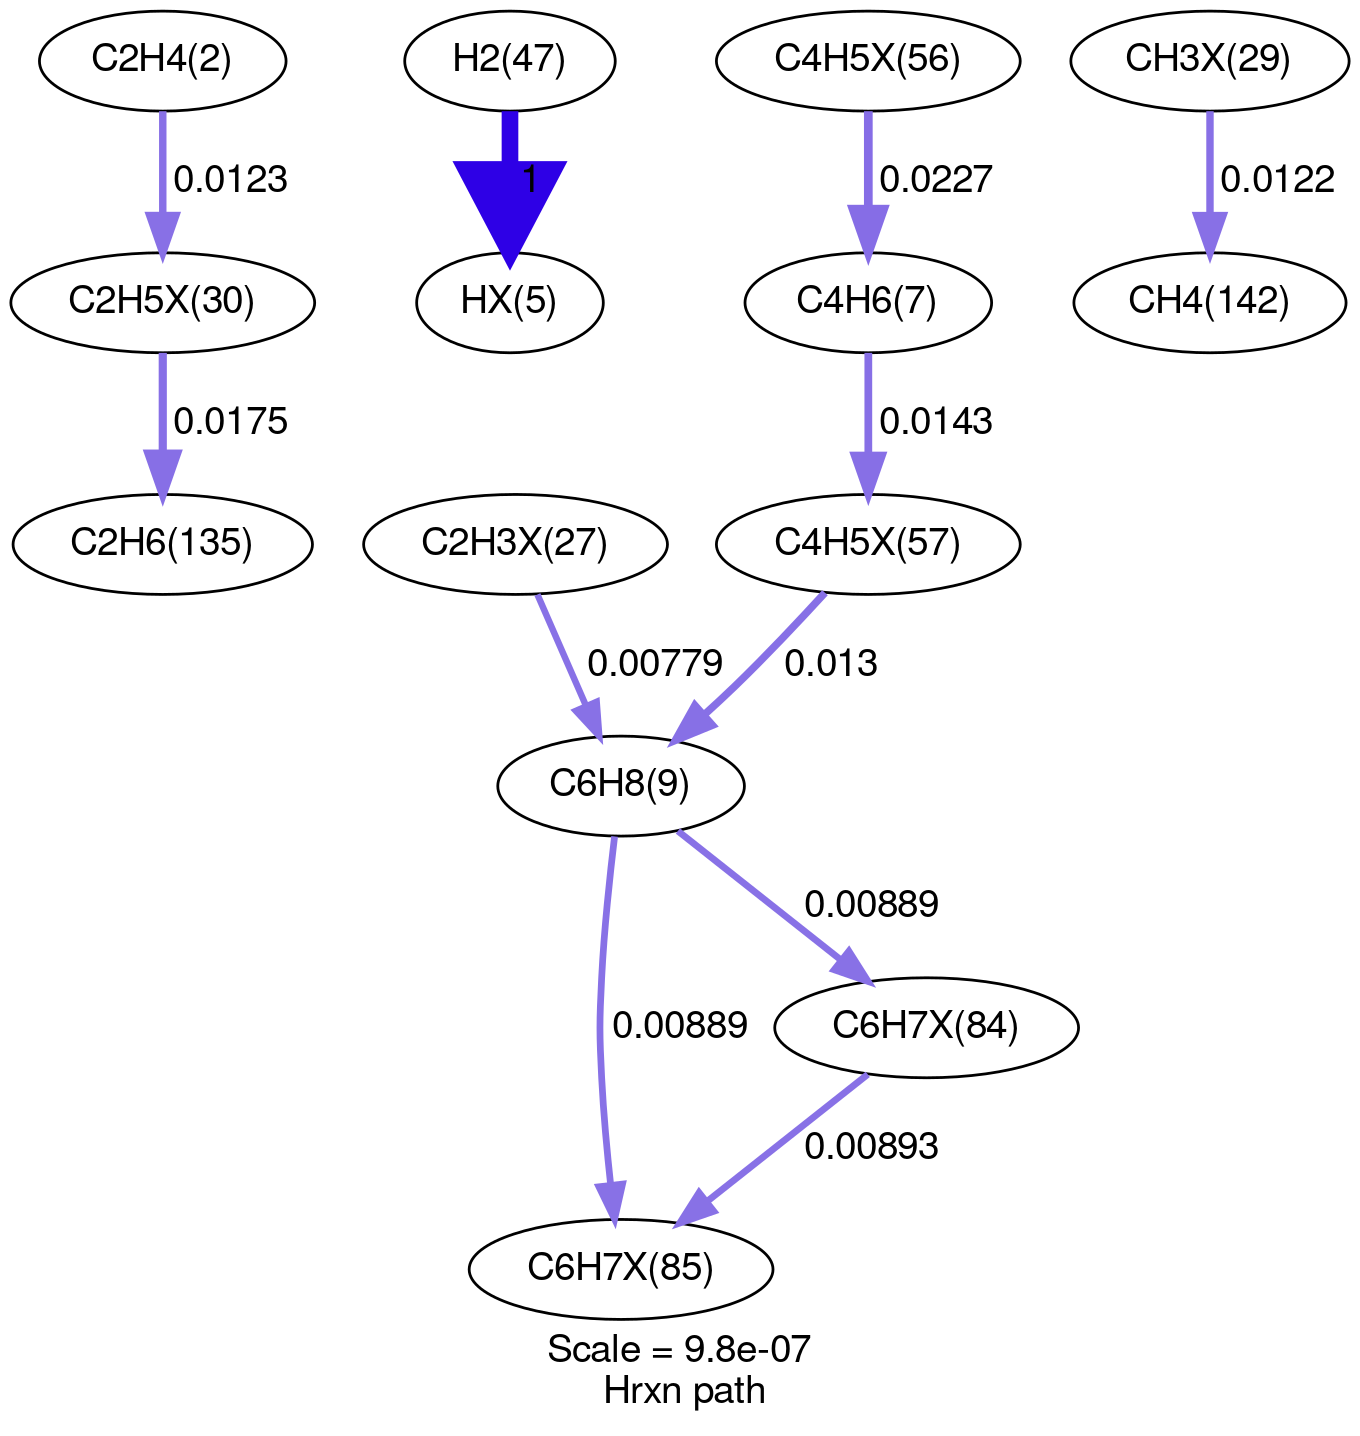 C2H4(2)
H2(47)
C4H5X(56)
CH3X(29)
0.0123
1
0.0227
0.0122
C2H5X(30)
HX(5)
C4H6(7)
CH4(142)
0.0175
0.0143
C2H6(135)
C2H3X(27)
C4H5X(57)
0.00779
0.013
C6H8(9)
0.00889
0.00889
C6H7X(84)
0.00893
C6H7X(85)
Scale = 9.8e-07
Hrxn path